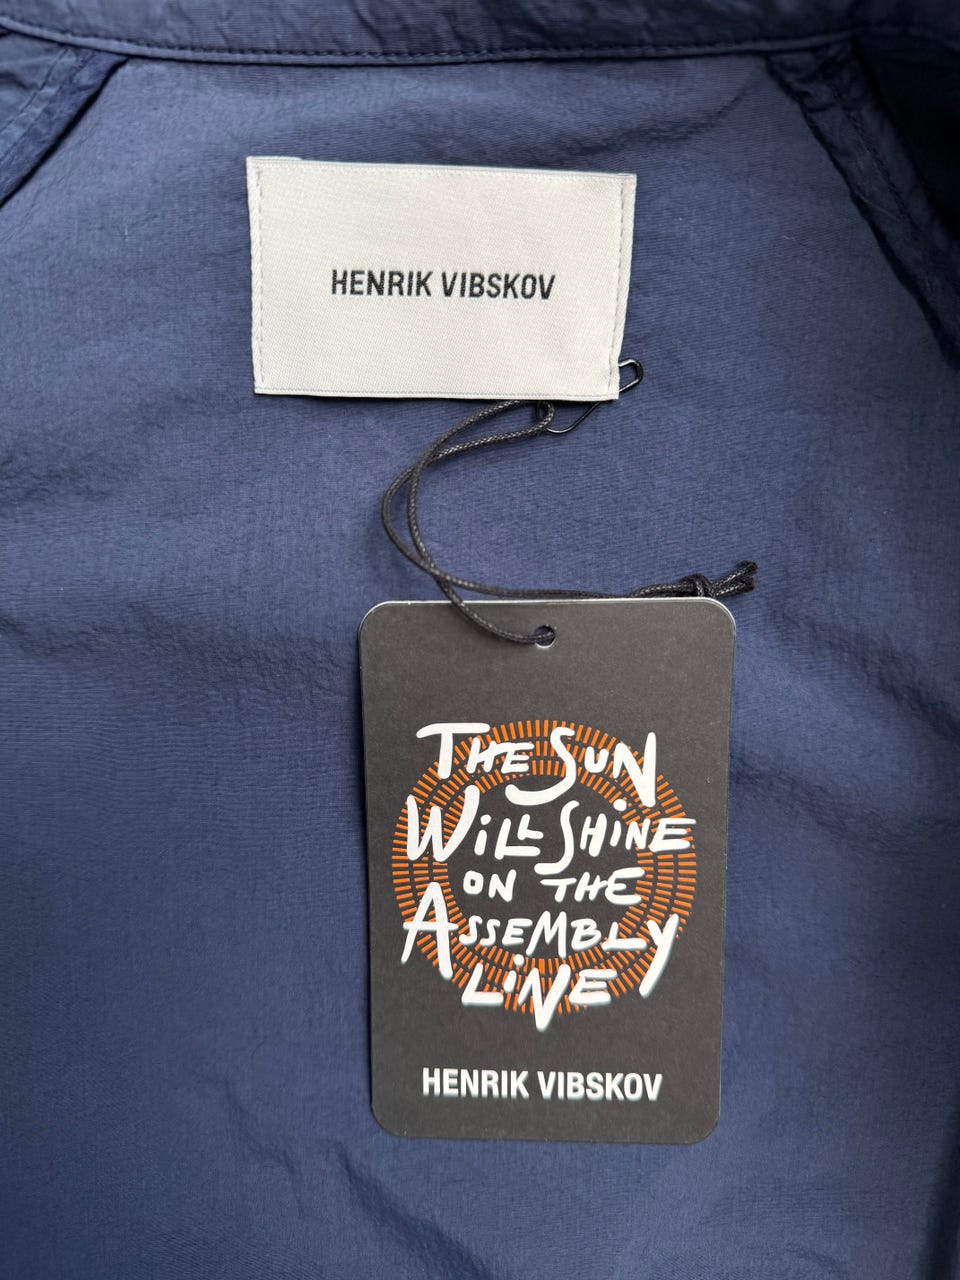 HENRIK VIBSKOV
THE SUN
WiLL SHiNE
ON THE
ASSEMBLY
LiNE
HENRIK VIBSKOV